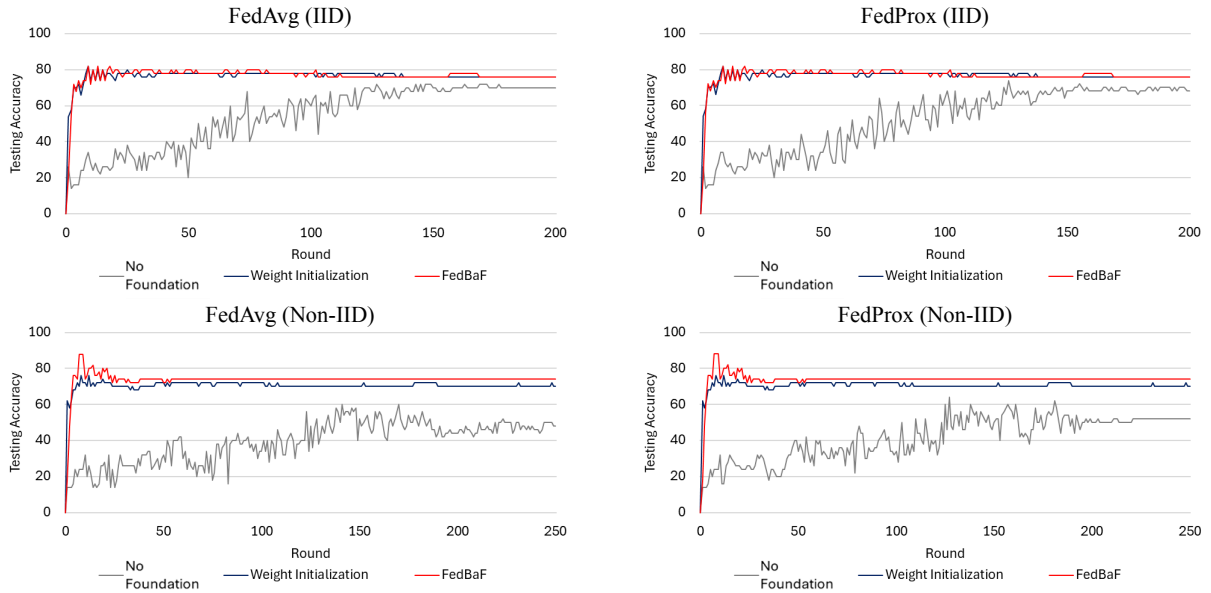 FedAvg (IID)
100
80
60
40
20
0
Testing Accuracy
0 50 100 150 200
Round
No Foundation
Weight Initialization
FedBaF
FedProx (IID)
100
80
60
40
20
0
Testing Accuracy
0 50 100 150 200
Round
No Foundation
Weight Initialization
FedBaF
FedAvg (Non-IID)
100
80
60
40
20
0
Testing Accuracy
0 50 100 150 200 250
Round
No Foundation
Weight Initialization
FedBaF
FedProx (Non-IID)
100
80
60
40
20
0
Testing Accuracy
0 50 100 150 200 250
Round
No Foundation
Weight Initialization
FedBaF